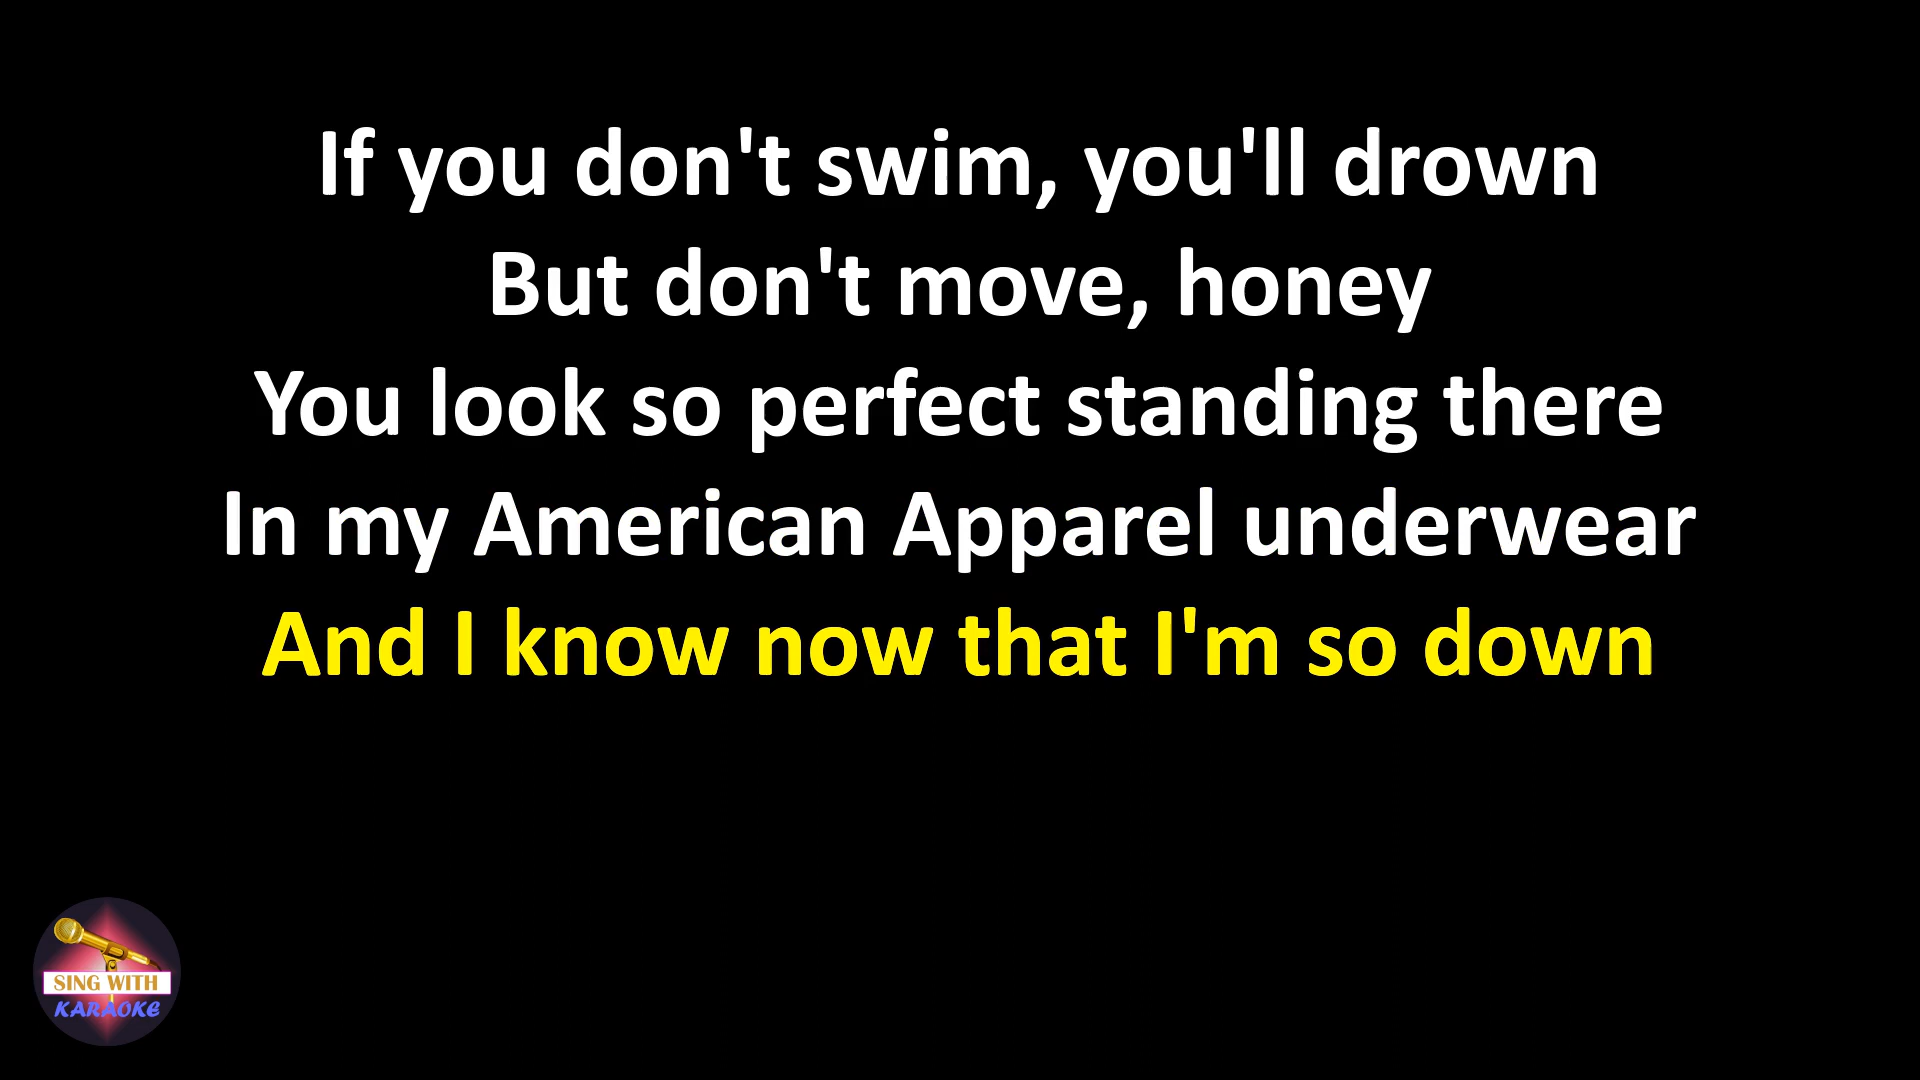 If you don't swim, you'll drown
But don't move, honey
You look so perfect standing there
In my American Apparel underwear
And I know now that I'm so down
SING WITH
KARAOKE